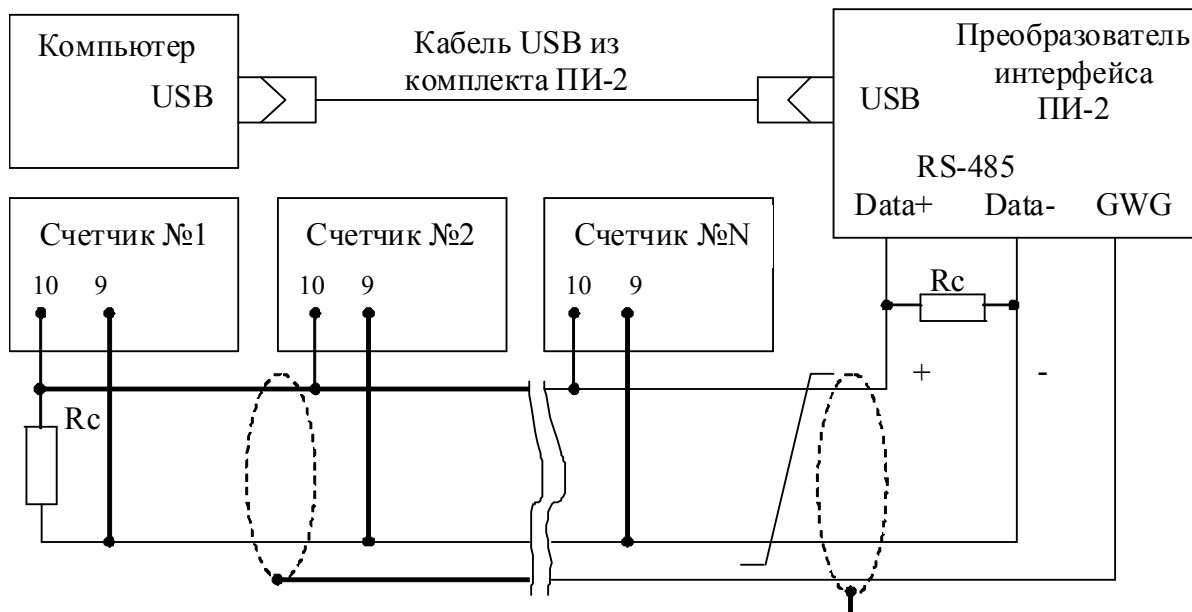 Компьютер
USB
Кабель USB из
комплекта ПИ-2
Преобразователь
интерфейса
ПИ-2
USB
RS-485
Data+ Data- GWG
Счетчик №1
10 9
Счетчик №2
10 9
Счетчик №N
10 9
Rc
+ -
Rc